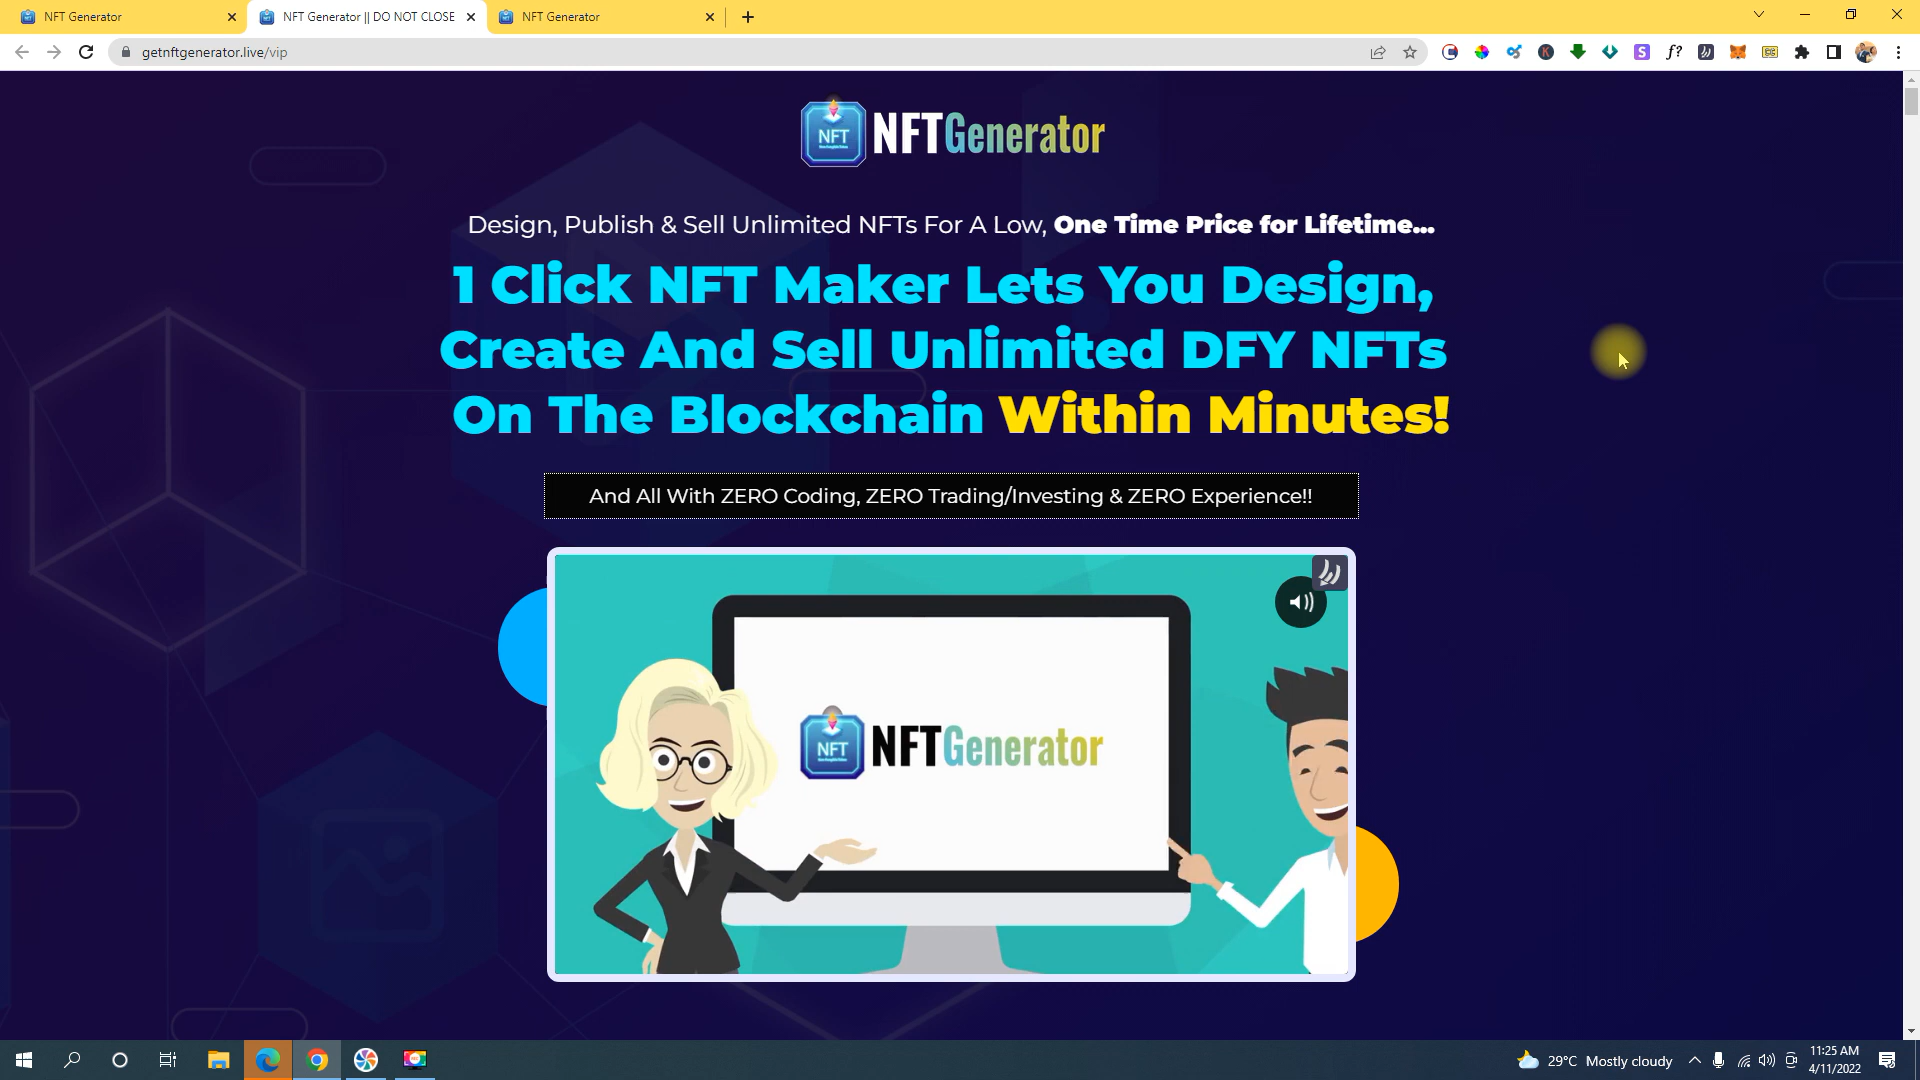 NFT Generator
NFT Generator || DO NOT CLOSE
NFT Generator
getnftgenerator.live/vip
NFT
NFTGenerator
Design, Publish & Sell Unlimited NFTs For A Low, One Time Price for Lifetime...
1 Click NFT Maker Lets You Design,
Create And Sell Unlimited DFY NFTs
On The Blockchain Within Minutes!
And All With ZERO Coding, ZERO Trading/Investing & ZERO Experience!!
NFT
NFTGenerator
29°C Mostly cloudy
11:25 AM
4/11/2022